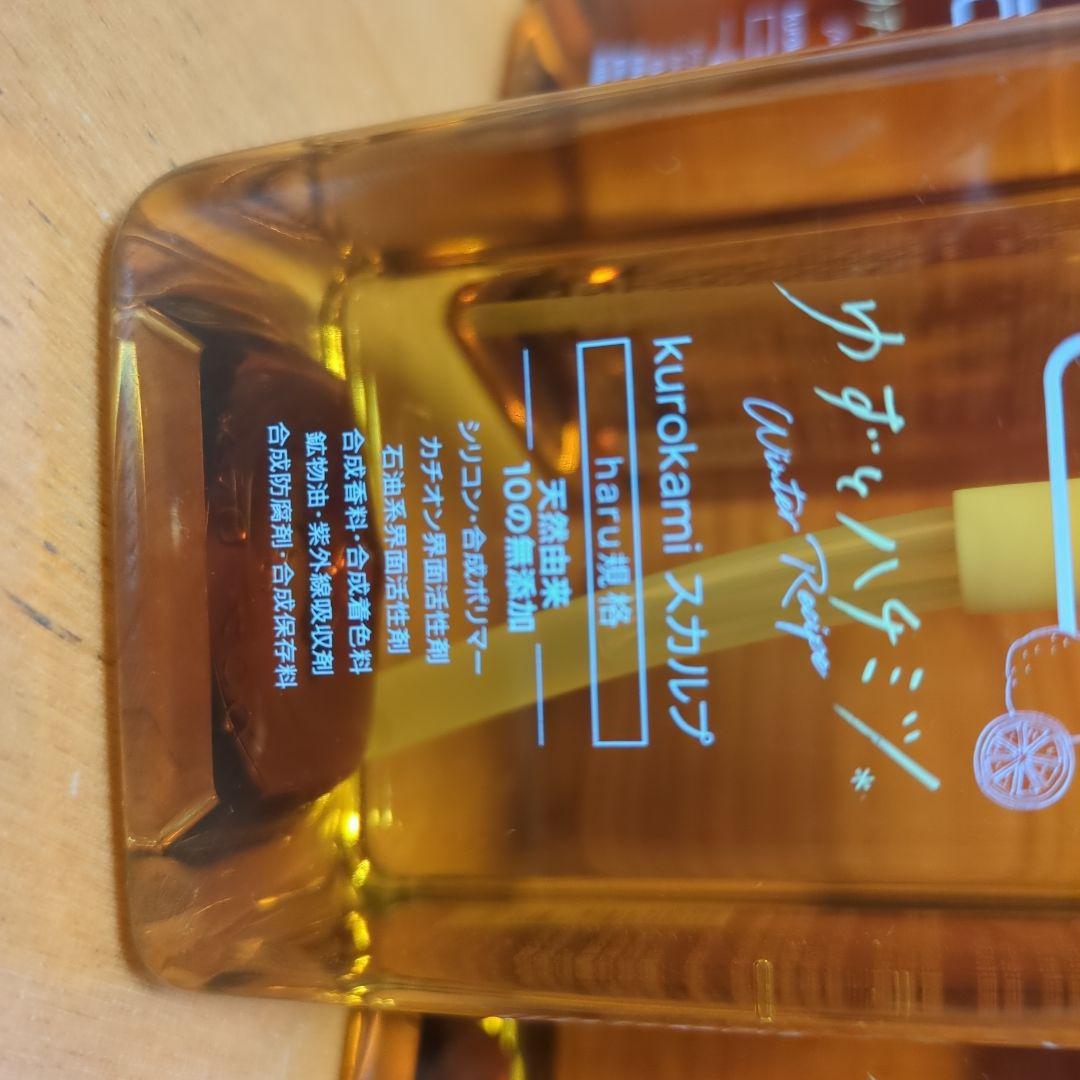 ゆずとハチミツ*
Winter Recipe
kurokami スカルプ
haru規格
天然由来
10の無添加
シリコン・合成ポリマー
カチオン界面活性剤
石油系界面活性剤
合成香料・合成着色料
鉱物油・紫外線吸収剤
合成防腐剤・合成保存料